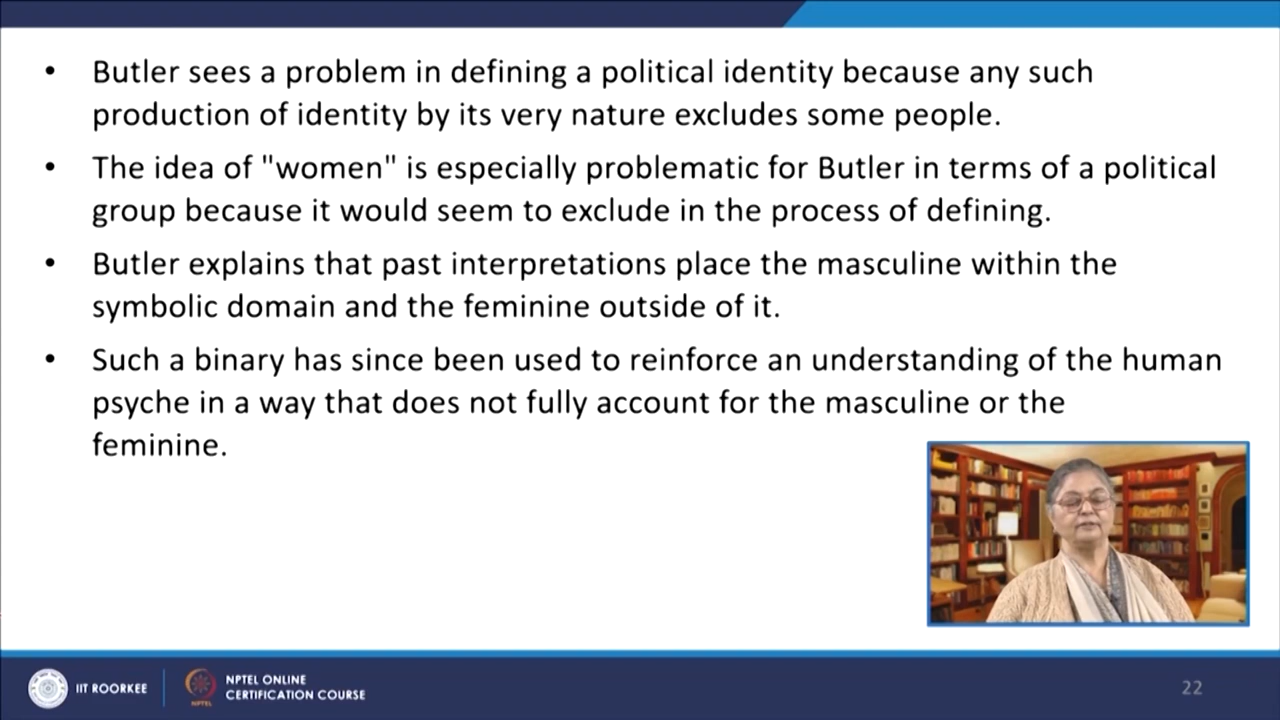 • Butler sees a problem in defining a political identity because any such
production of identity by its very nature excludes some people.
• The idea of "women" is especially problematic for Butler in terms of a political
group because it would seem to exclude in the process of defining.
• Butler explains that past interpretations place the masculine within the
symbolic domain and the feminine outside of it.
• Such a binary has since been used to reinforce an understanding of the human
psyche in a way that does not fully account for the masculine or the
feminine.
IIT ROORKEE
NPTEL
NPTEL ONLINE
CERTIFICATION COURSE
22